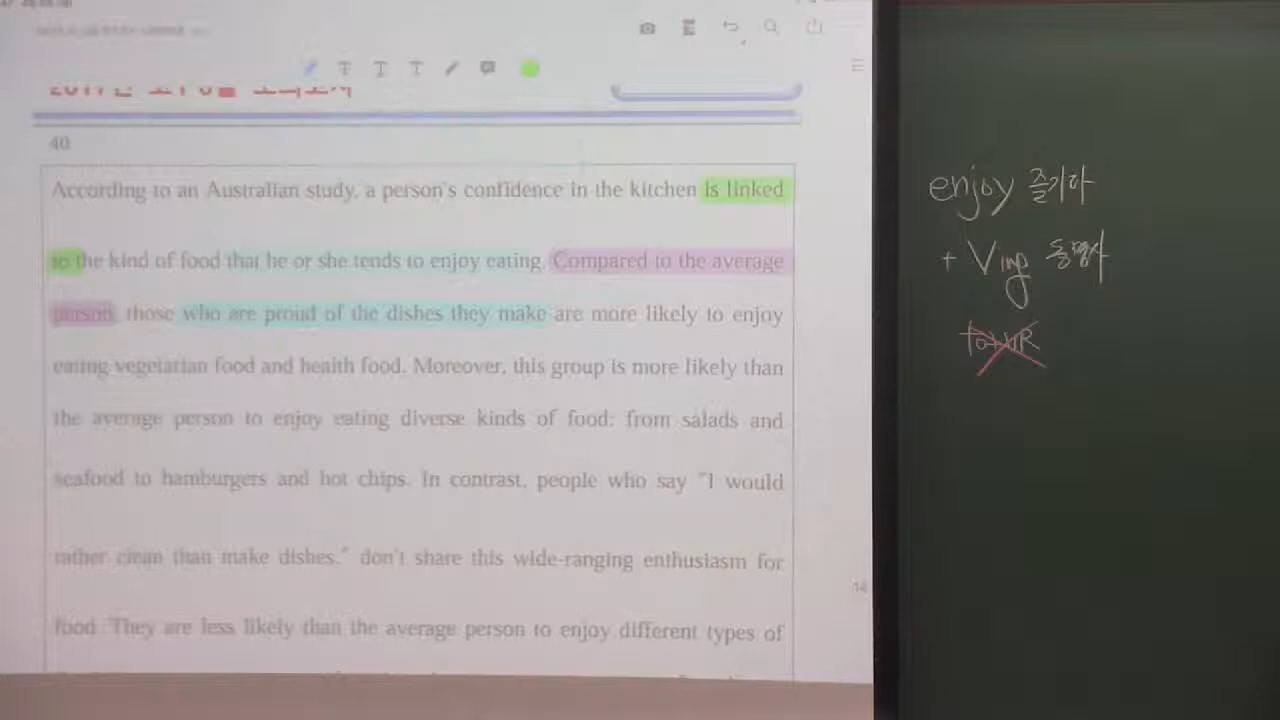 40
According to an Australian study, a person's confidence in the kitchen is linked
to the kind of food that he or she tends to enjoy eating. Compared to the average
person, those who are proud of the dishes they make are more likely to enjoy
eating vegetarian food and health food. Moreover, this group is more likely than
the average person to enjoy eating diverse kinds of food: from salads and
seafood to hamburgers and hot chips. In contrast, people who say "I would
rather clean than make dishes." don't share this wide-ranging enthusiasm for
food. They are less likely than the average person to enjoy different types of
14
enjoy 즐기다
+ Ving 동명사
to+VR